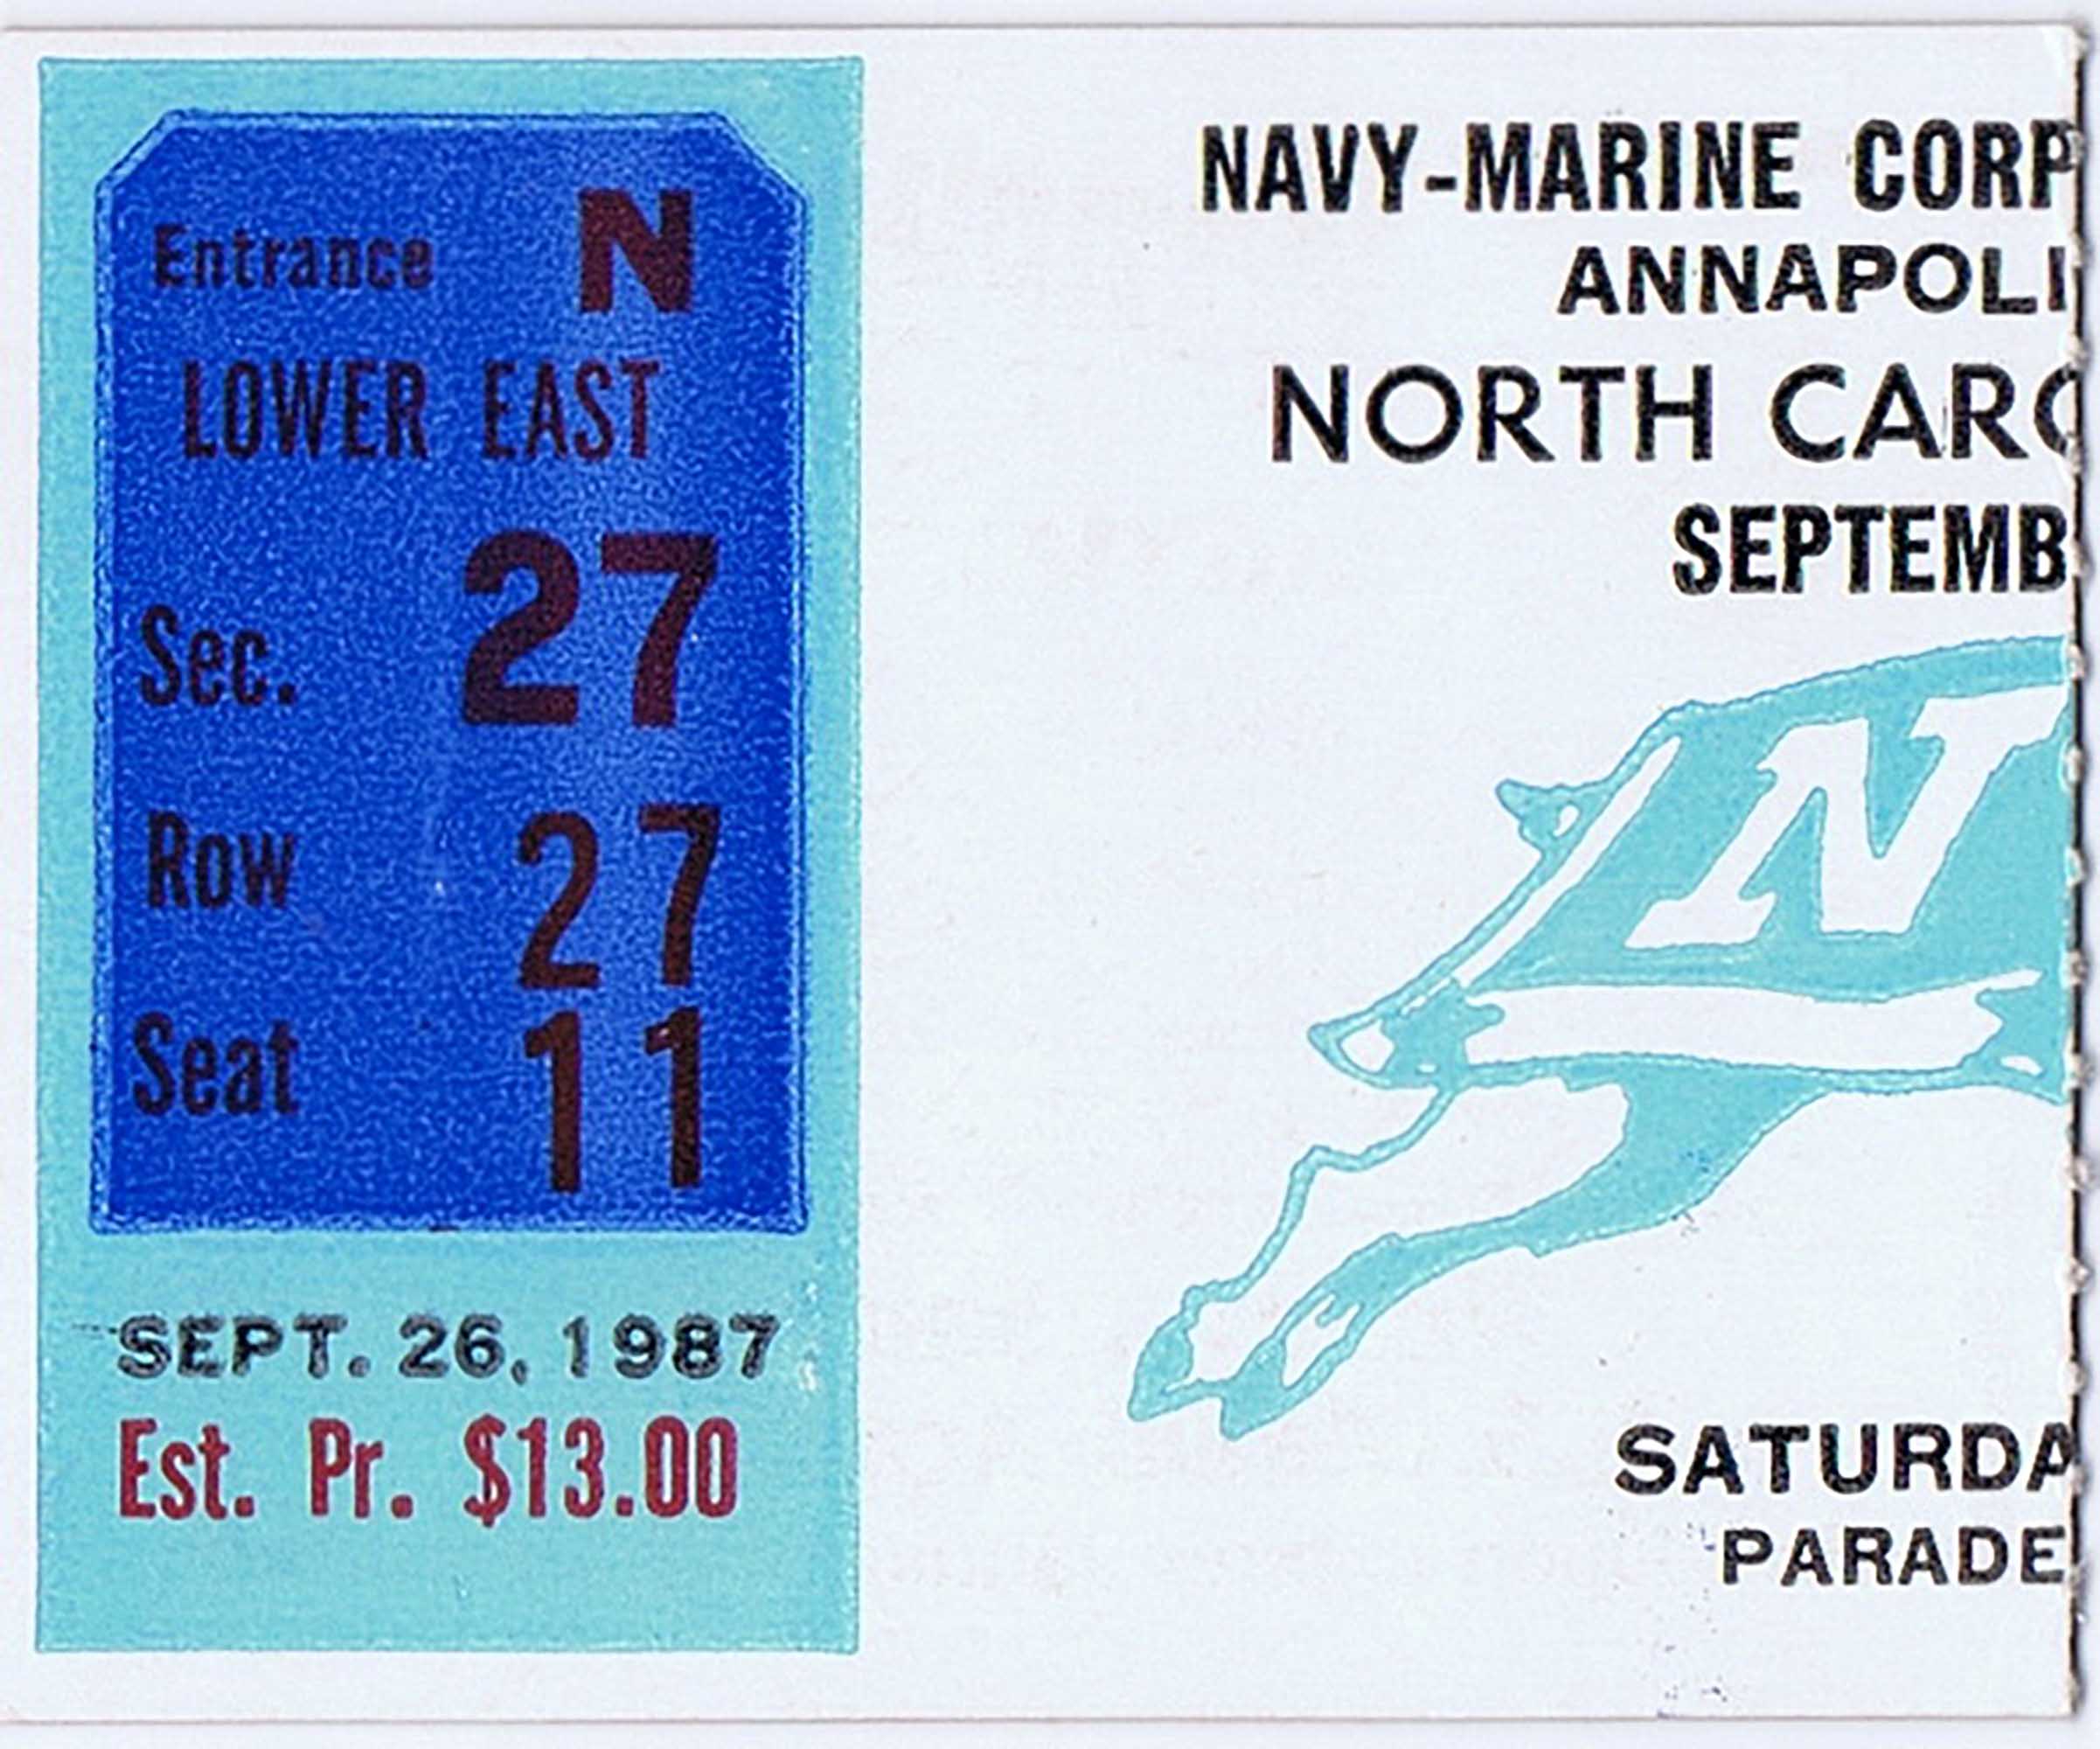 Entrance N
LOWER EAST
Sec. 27
Row 27
Seat 11
SEPT. 26, 1987
Est. Pr. $13.00
NAVY-MARINE CORP
ANNAPOLI
NORTH CARO
SEPTEMB
N
SATURDA
PARADE